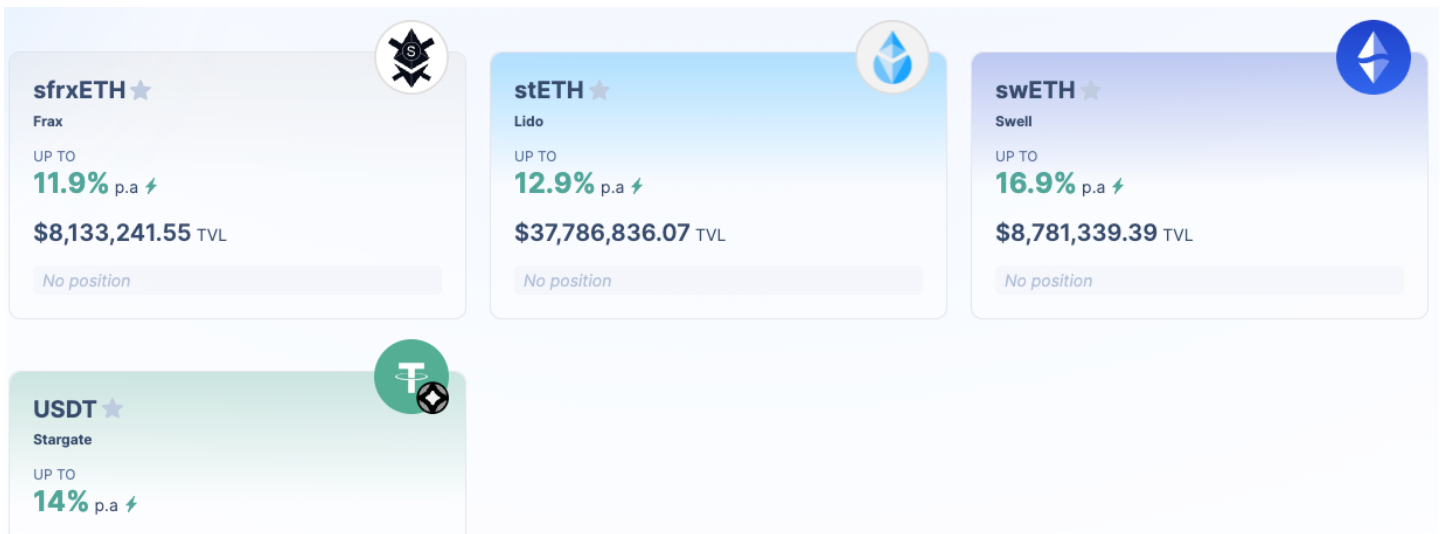 sfrxETH
Frax
UP TO
11.9% p.a
$8,133,241.55 TVL
No position
stETH
Lido
UP TO
12.9% p.a
$37,786,836.07 TVL
No position
swETH
Swell
UP TO
16.9% p.a
$8,781,339.39 TVL
No position
USDT
Stargate
UP TO
14% p.a